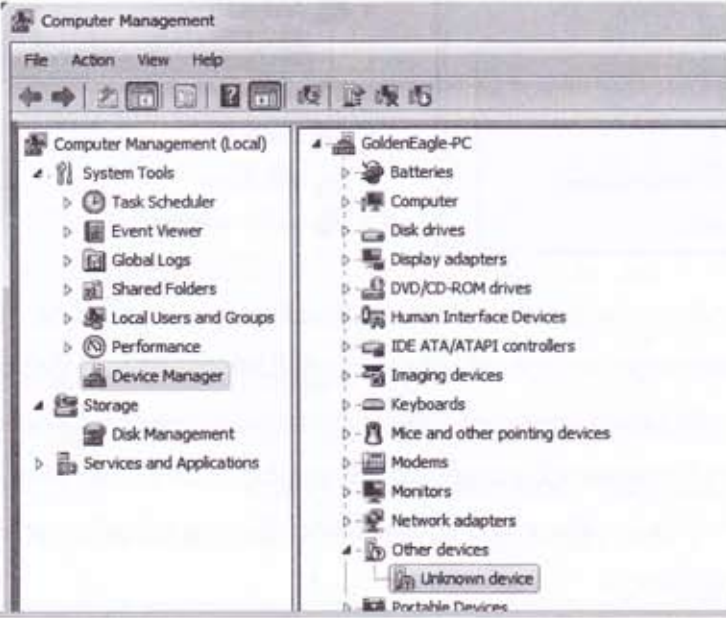 Computer Management
File Action View Help
Computer Management (Local)
System Tools
Task Scheduler
Event Viewer
Global Logs
Shared Folders
Local Users and Groups
Performance
Device Manager
Storage
Disk Management
Services and Applications
GoldenEagle-PC
Batteries
Computer
Disk drives
Display adapters
DVD/CD-ROM drives
Human Interface Devices
IDE ATA/ATAPI controllers
Imaging devices
Keyboards
Mice and other pointing devices
Modems
Monitors
Network adapters
Other devices
Unknown device
Portable Devices